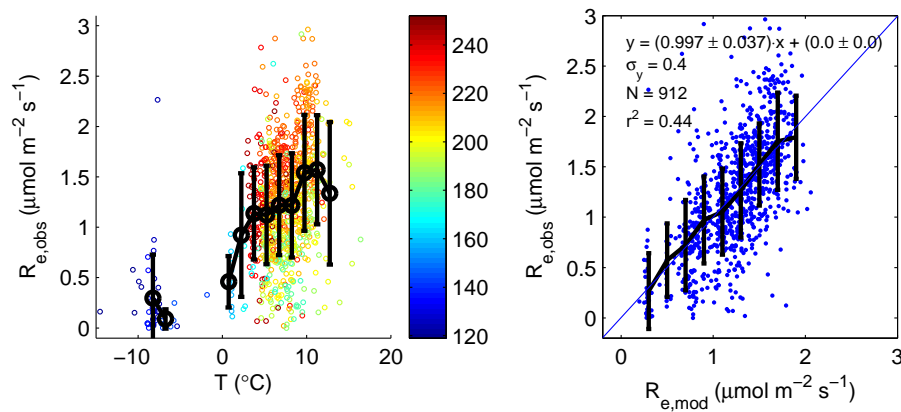 3
2.5
2
1.5
1
0.5
0
R_e,obs (μmol m⁻² s⁻¹)
−10 0 10 20
T (°C)
240
220
200
180
160
140
120
3
2.5
2
1.5
1
0.5
0
R_e,obs (μmol m⁻² s⁻¹)
y = (0.997 ± 0.037)·x + (0.0 ± 0.0)
σ_y = 0.4
N = 912
r² = 0.44
0 1 2 3
R_e,mod (μmol m⁻² s⁻¹)